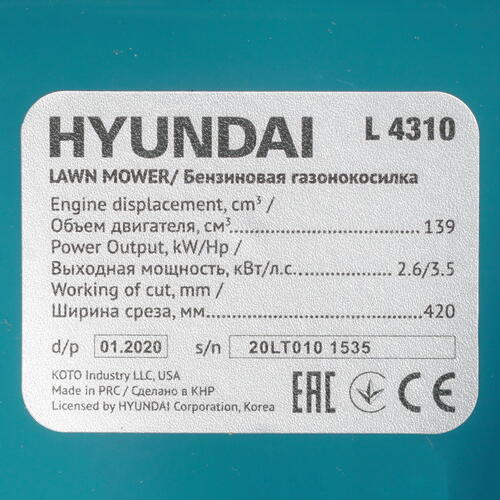 HYUNDAI L 4310
LAWN MOWER/ Бензиновая газонокосилка
Engine displacement, cm³ /
Объем двигателя, см³.................................. 139
Power Output, kW/Hp /
Выходная мощность, кВт/л.с.................. 2.6/3.5
Working of cut, mm /
Ширина среза, мм...................................... 420
d/p 01.2020 s/n 20LT010 1535
KOTO Industry LLC, USA
Made in PRC / Сделано в КНР
Licensed by HYUNDAI Corporation, Korea
EAC CE